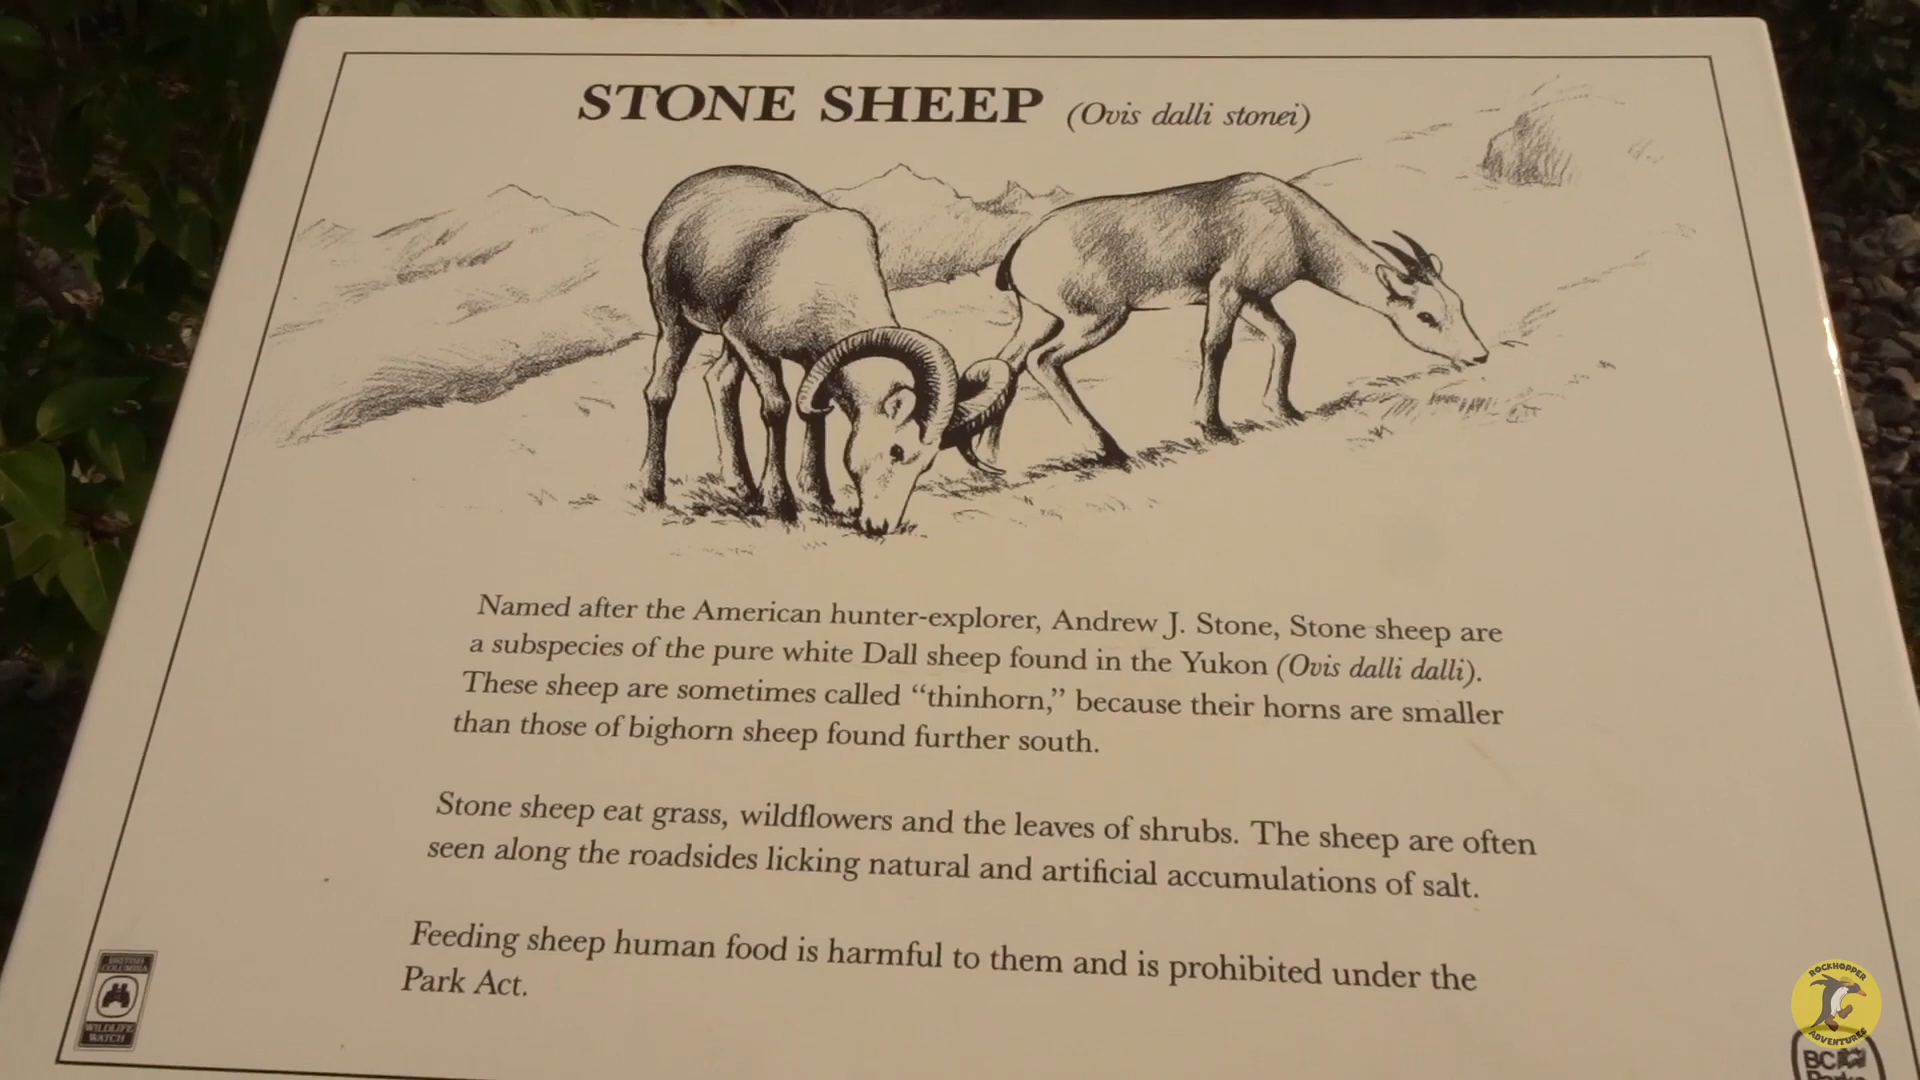 STONE SHEEP (Ovis dalli stonei)
Named after the American hunter-explorer, Andrew J. Stone, Stone sheep are
a subspecies of the pure white Dall sheep found in the Yukon (Ovis dalli dalli).
These sheep are sometimes called “thinhorn,” because their horns are smaller
than those of bighorn sheep found further south.
Stone sheep eat grass, wildflowers and the leaves of shrubs. The sheep are often
seen along the roadsides licking natural and artificial accumulations of salt.
Feeding sheep human food is harmful to them and is prohibited under the
Park Act.
BRITISH
COLUMBIA
WILDLIFE
WATCH
ROCKHOPPER
ADVENTURES
BC
Parks